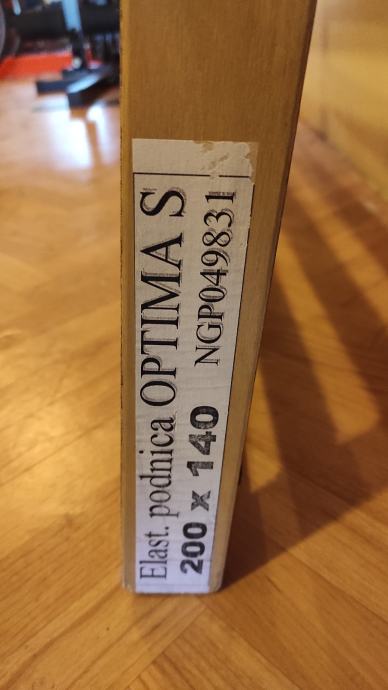 Elast. podnica OPTIMA S
NGP049831
200 x 140